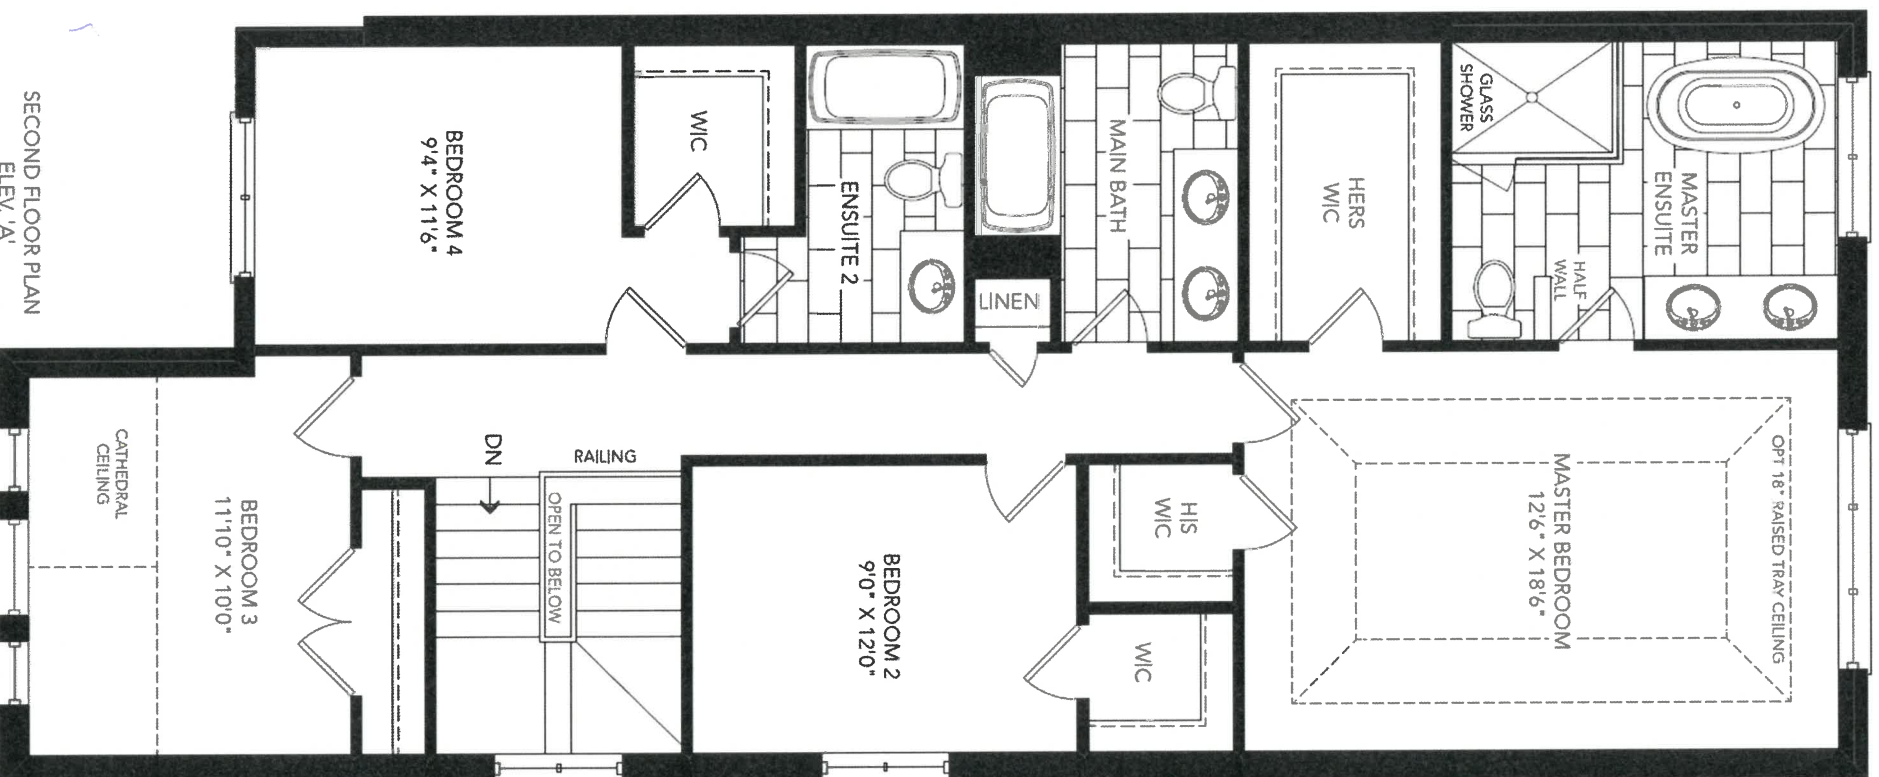 GLASS
SHOWER
MASTER
ENSUITE
HALF
WALL
OPT 18" RAISED TRAY CEILING
MASTER BEDROOM
12'6" X 18'6"
HERS
WIC
HIS
WIC
WIC
MAIN BATH
LINEN
BEDROOM 2
9'0" X 12'0"
ENSUITE 2
WIC
RAILING
OPEN TO BELOW
DN
BEDROOM 4
9'4" X 11'6"
BEDROOM 3
11'10" X 10'0"
CATHEDRAL
CEILING
SECOND FLOOR PLAN
ELEV. 'A'